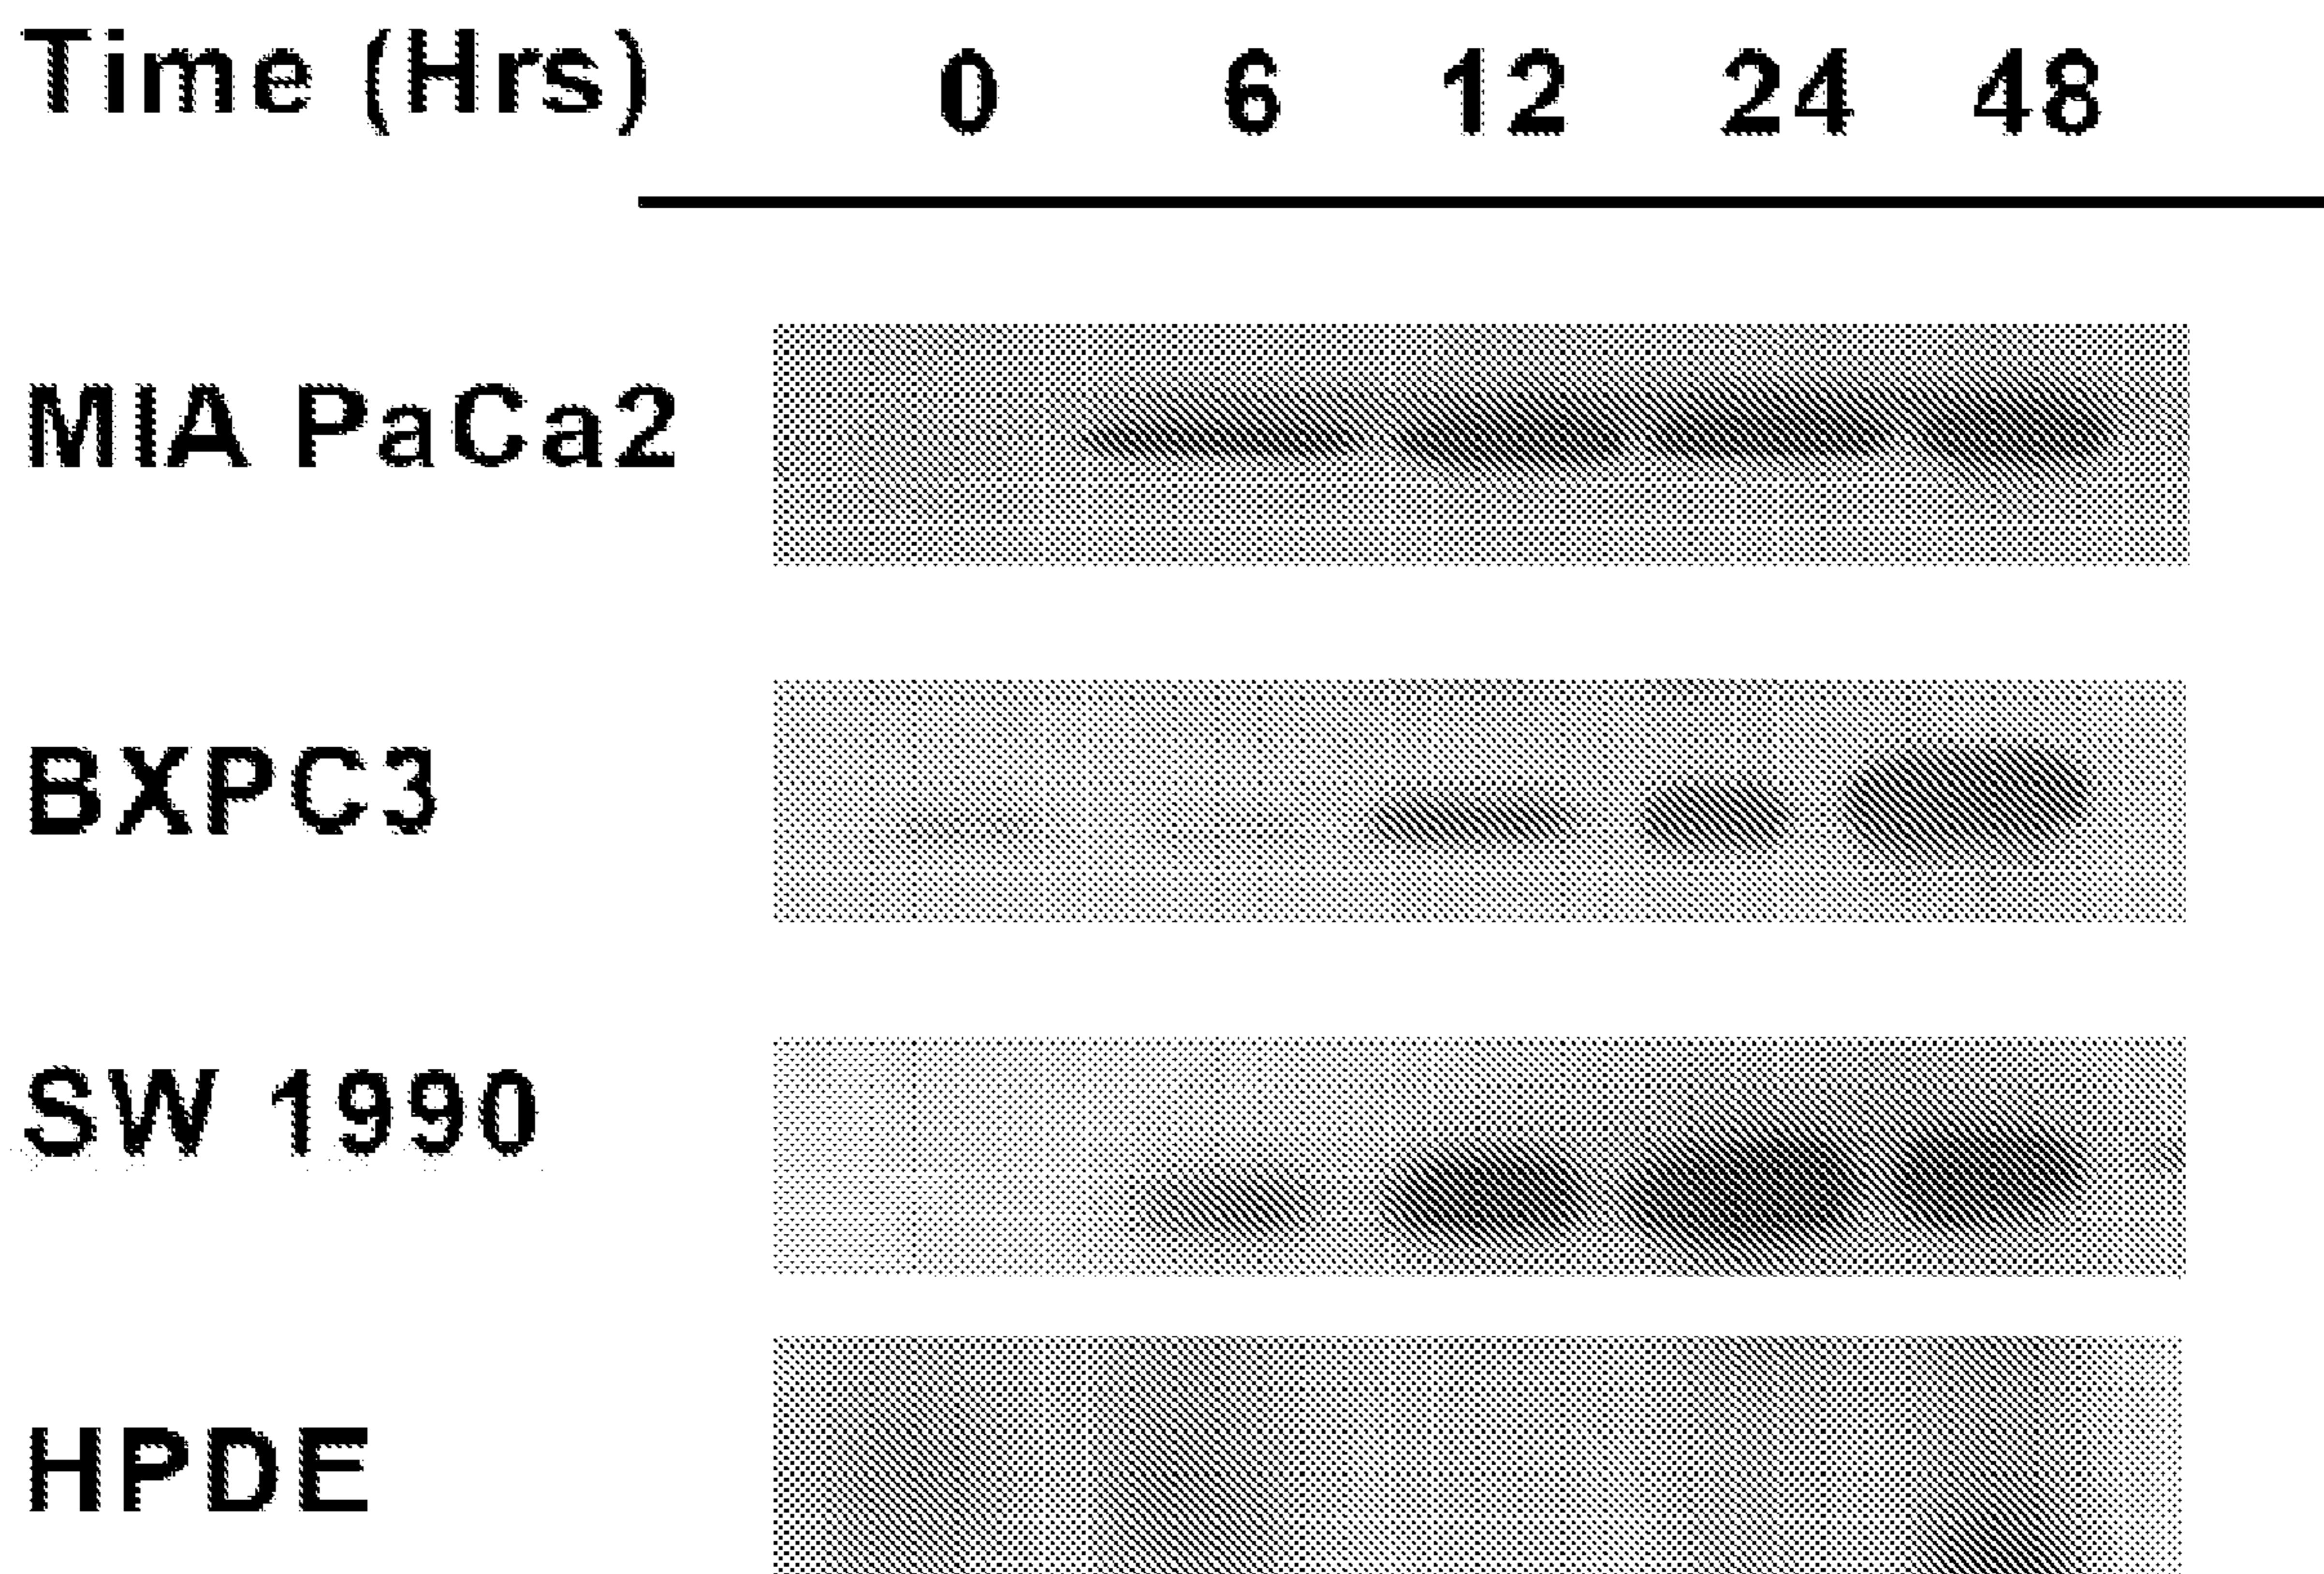 Time (Hrs) 0 6 12 24 48
MIA PaCa2
BXPC3
SW 1990
HPDE